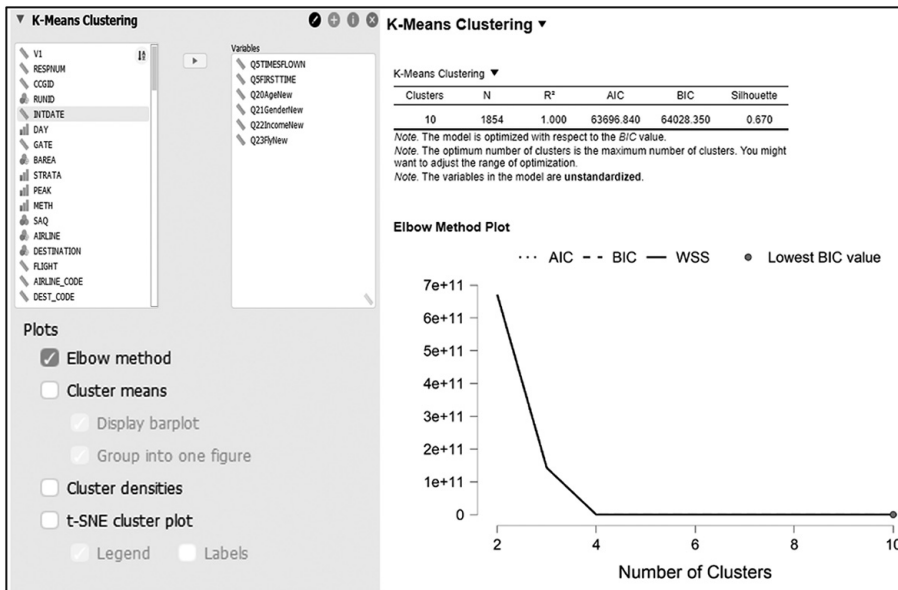 K-Means Clustering
V1
RESPNUM
CCGID
RUNID
INTDATE
DAY
GATE
BAREA
STRATA
PEAK
METH
SAQ
AIRLINE
DESTINATION
FLIGHT
AIRLINE_CODE
DEST_CODE
Variables
Q5TIMESFLOWN
Q5FIRSTTIME
Q20AgeNew
Q21GenderNew
Q22IncomeNew
Q23FlyNew
Plots
Elbow method
Cluster means
Display barplot
Group into one figure
Cluster densities
t-SNE cluster plot
Legend Labels
K-Means Clustering
K-Means Clustering
Clusters N R² AIC BIC Silhouette
10 1854 1.000 63696.840 64028.350 0.670
Note. The model is optimized with respect to the BIC value.
Note. The optimum number of clusters is the maximum number of clusters. You might
want to adjust the range of optimization.
Note. The variables in the model are unstandardized.
Elbow Method Plot
AIC BIC WSS Lowest BIC value
7e+11
6e+11
5e+11
4e+11
3e+11
2e+11
1e+11
0
2 4 6 8 10
Number of Clusters